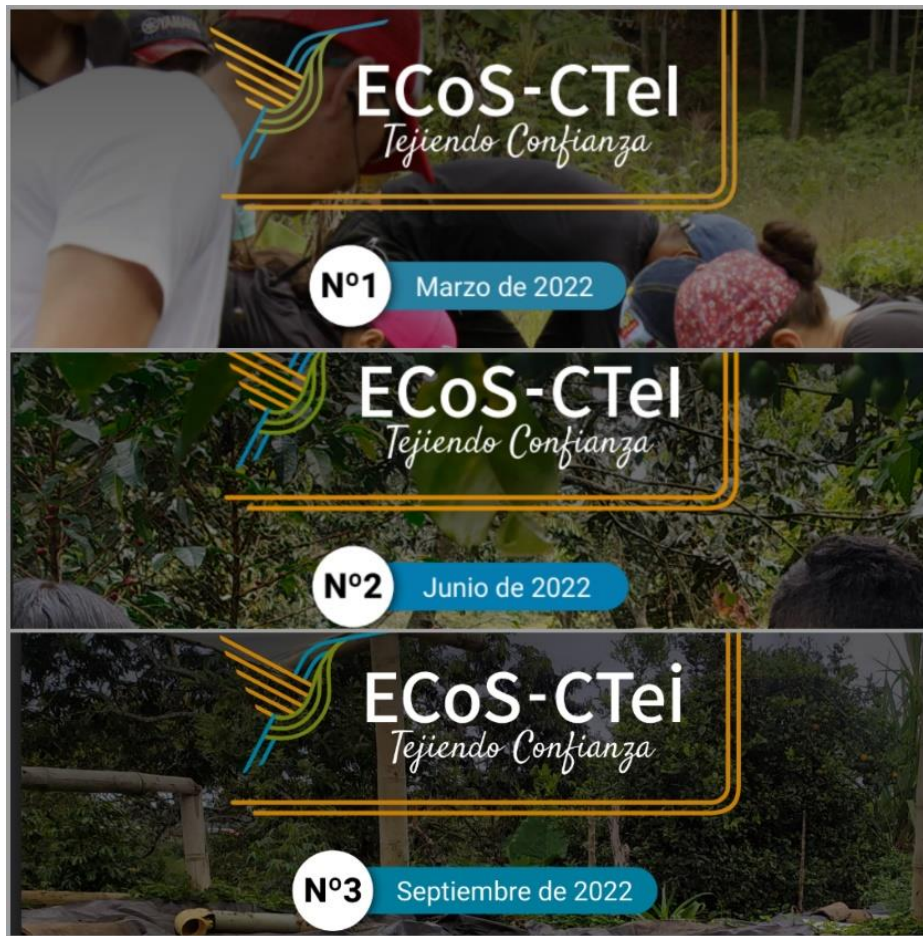 YAMAHA
ECoS-CTeI
Tejiendo Confianza
Nº1
Marzo de 2022
ECoS-CTeI
Tejiendo Confianza
Nº2
Junio de 2022
ECoS-CTei
Tejiendo Confianza
Nº3
Septiembre de 2022